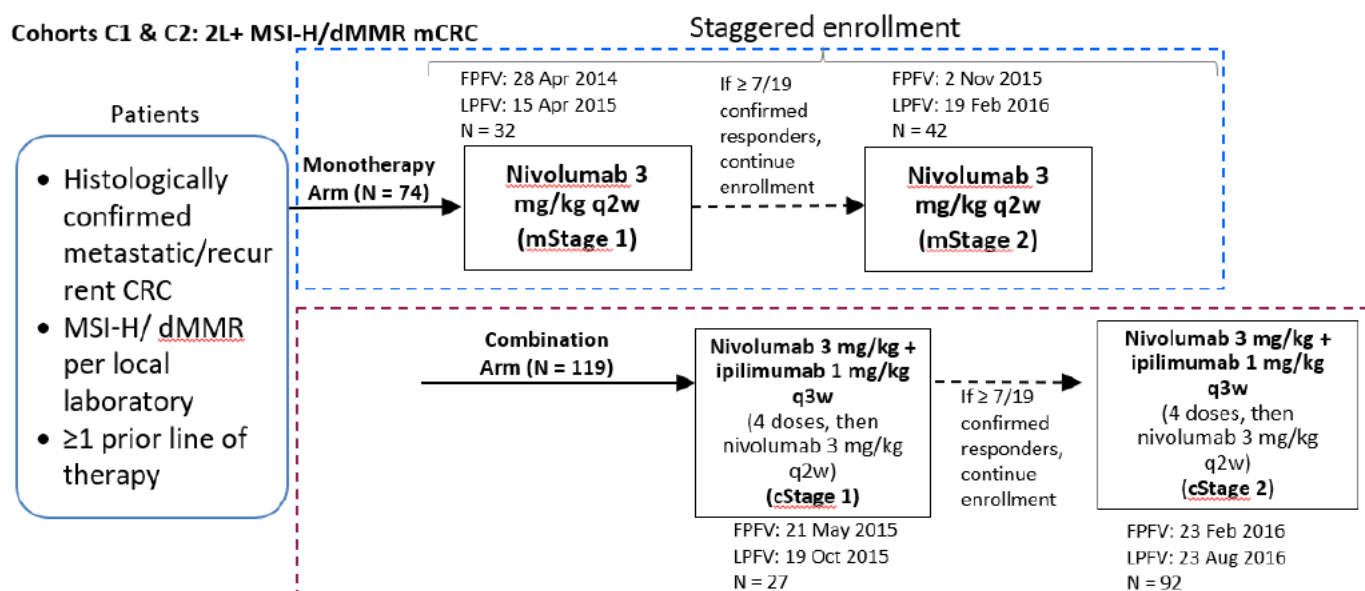 Cohorts C1 & C2: 2L+ MSI-H/dMMR mCRC
Staggered enrollment
Patients
• Histologically
confirmed
metastatic/recur
rent CRC
• MSI-H/ dMMR
per local
laboratory
• ≥1 prior line of
therapy
Monotherapy
Arm (N = 74)
FPFV: 28 Apr 2014
LPFV: 15 Apr 2015
N = 32
Nivolumab 3
mg/kg q2w
(mStage 1)
If ≥ 7/19
confirmed
responders,
continue
enrollment
FPFV: 2 Nov 2015
LPFV: 19 Feb 2016
N = 42
Nivolumab 3
mg/kg q2w
(mStage 2)
Combination
Arm (N = 119)
Nivolumab 3 mg/kg +
ipilimumab 1 mg/kg
q3w
(4 doses, then
nivolumab 3 mg/kg
q2w)
(cStage 1)
FPFV: 21 May 2015
LPFV: 19 Oct 2015
N = 27
If ≥ 7/19
confirmed
responders,
continue
enrollment
Nivolumab 3 mg/kg +
ipilimumab 1 mg/kg
q3w
(4 doses, then
nivolumab 3 mg/kg
q2w)
(cStage 2)
FPFV: 23 Feb 2016
LPFV: 23 Aug 2016
N = 92